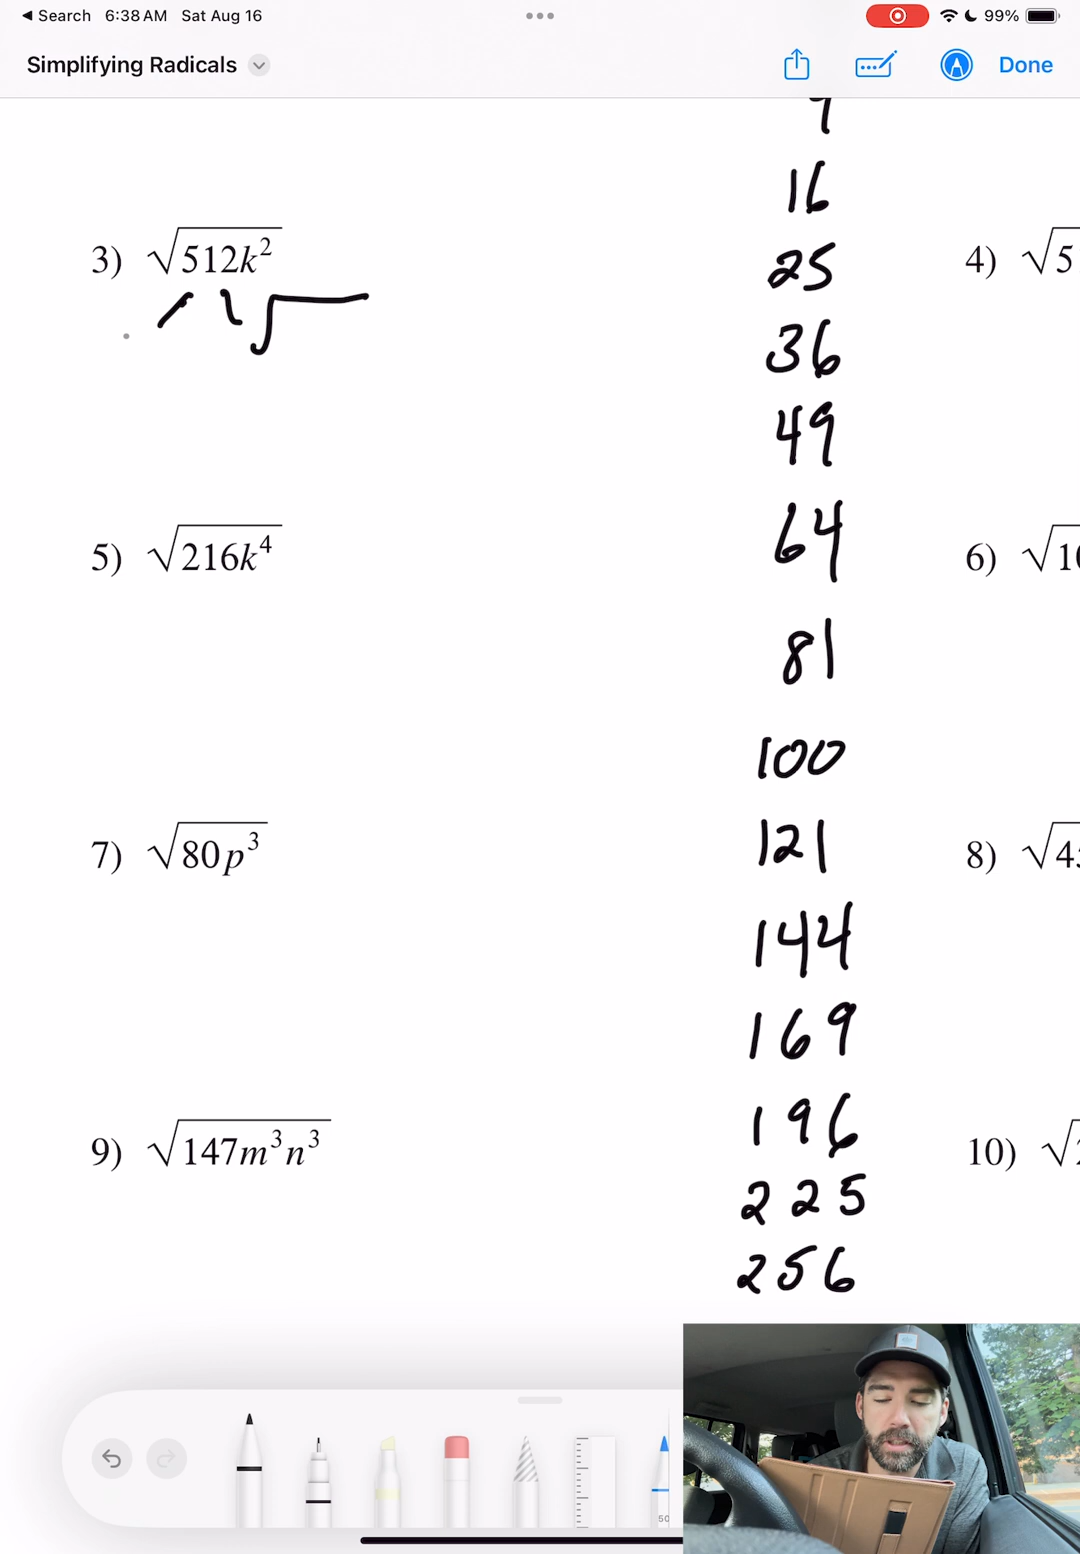 Search 6:38 AM Sat Aug 16 99%
Simplifying Radicals Done
16
3) √512k² 25 4) √5
36
49
5) √216k⁴ 64 6) √10
81
100
7) √80p³ 121 8) √4
144
169
9) √147m³n³ 196 10) √
225
256
50